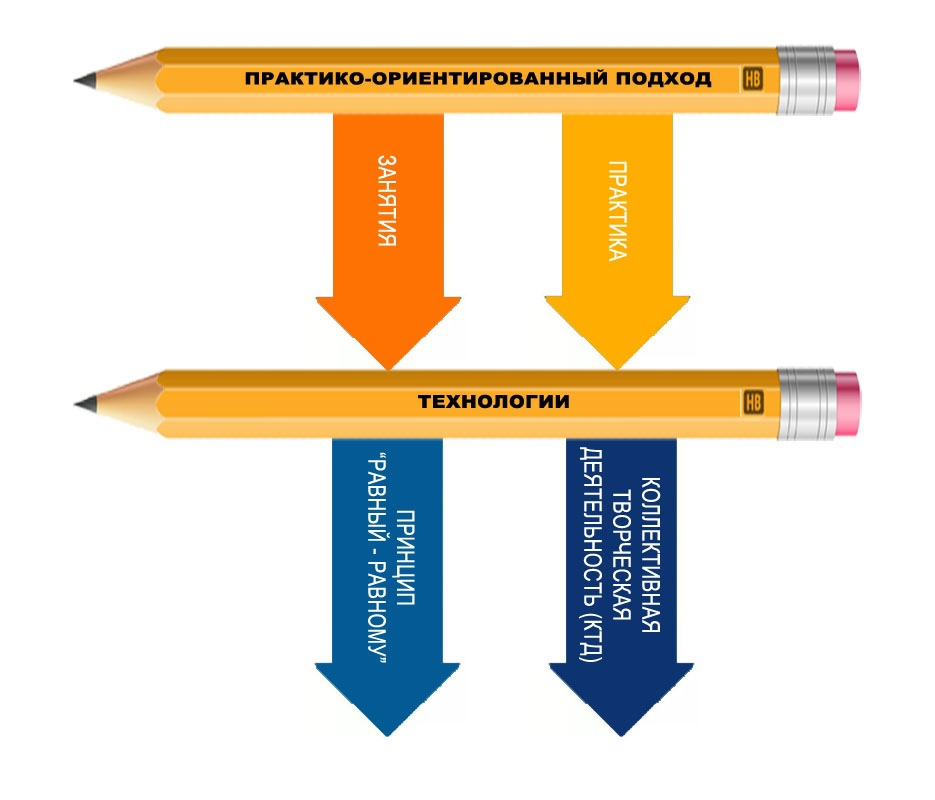 ПРАКТИКО-ОРИЕНТИРОВАННЫЙ ПОДХОД
HB
ЗАНЯТИЯ
ПРАКТИКА
ТЕХНОЛОГИИ
HB
ПРИНЦИП
“РАВНЫЙ - РАВНОМУ”
КОЛЛЕКТИВНАЯ
ТВОРЧЕСКАЯ
ДЕЯТЕЛЬНОСТЬ (КТД)